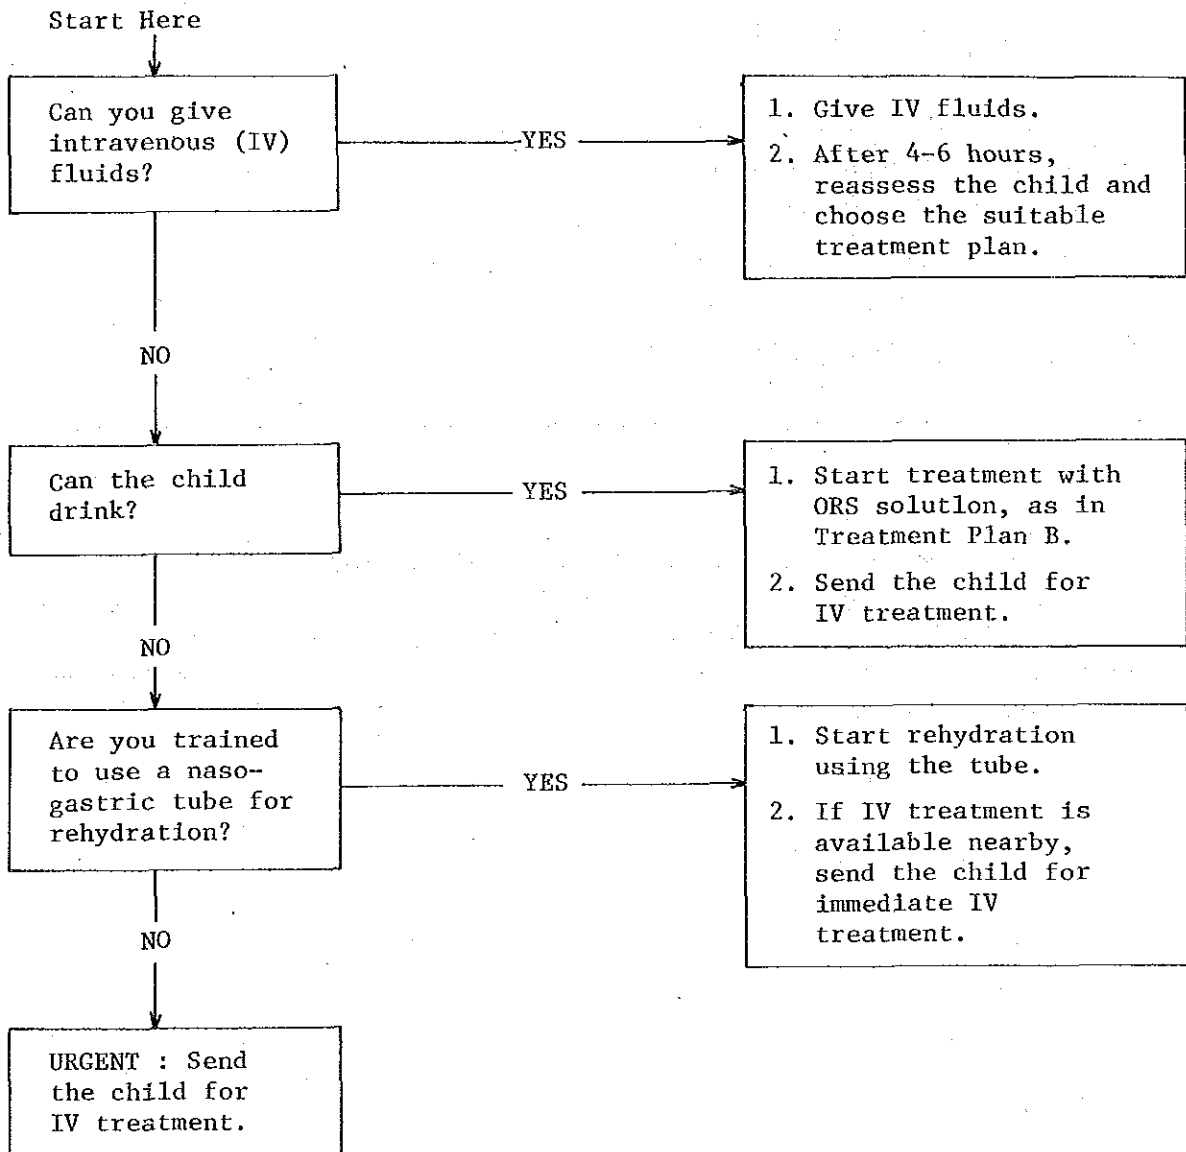 Start Here
Can you give
intravenous (IV)
fluids?
YES
1. Give IV fluids.
2. After 4-6 hours,
reassess the child and
choose the suitable
treatment plan.
NO
Can the child
drink?
YES
1. Start treatment with
ORS solution, as in
Treatment Plan B.
2. Send the child for
IV treatment.
NO
Are you trained
to use a naso-
gastric tube for
rehydration?
YES
1. Start rehydration
using the tube.
2. If IV treatment is
available nearby,
send the child for
immediate IV
treatment.
NO
URGENT : Send
the child for
IV treatment.